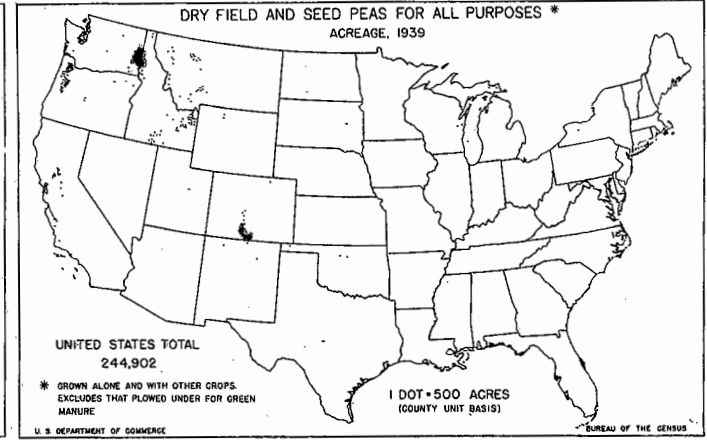 DRY FIELD AND SEED PEAS FOR ALL PURPOSES *
ACREAGE, 1939
UNITED STATES TOTAL
244,902
* GROWN ALONE AND WITH OTHER CROPS.
EXCLUDES THAT PLOWED UNDER FOR GREEN
MANURE
1 DOT = 500 ACRES
(COUNTY UNIT BASIS)
U. S. DEPARTMENT OF COMMERCE
BUREAU OF THE CENSUS